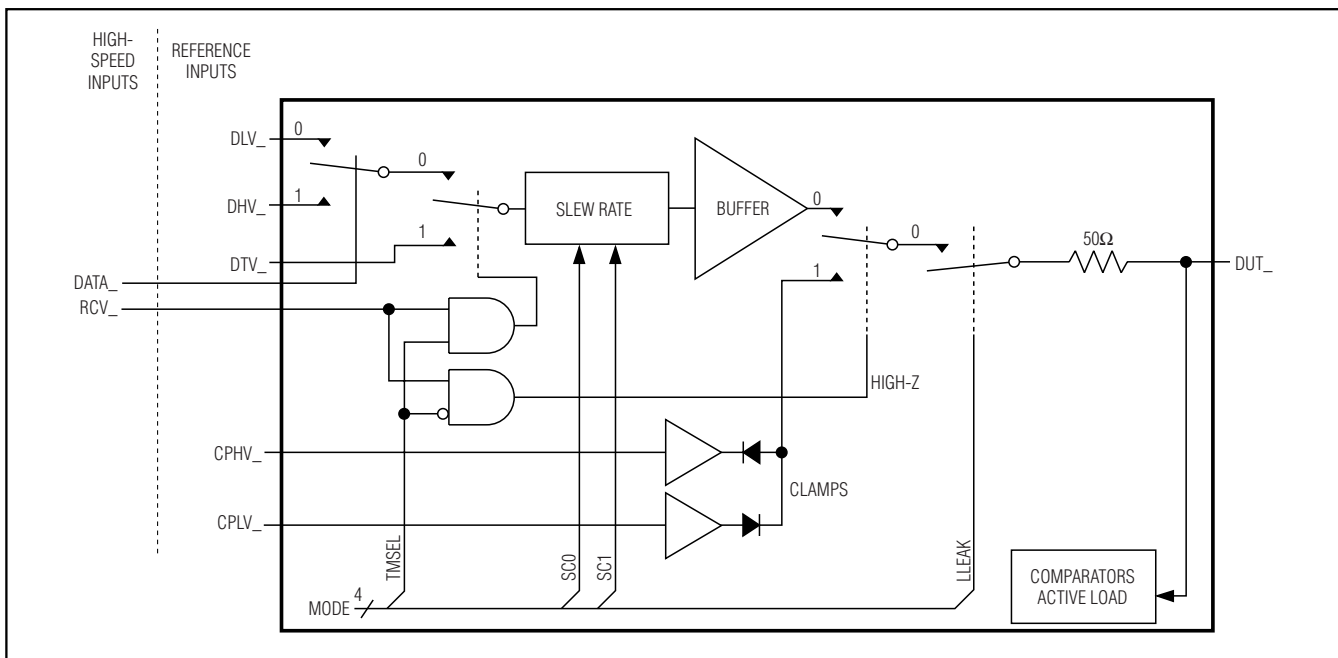 HIGH-
SPEED
INPUTS
REFERENCE
INPUTS
DLV_
0
0
DHV_
1
SLEW RATE
BUFFER
0
0
1
DTV_
1
50Ω
DUT_
DATA_
RCV_
HIGH-Z
CPHV_
CLAMPS
CPLV_
TMSEL
SC0
SC1
LLEAK
COMPARATORS
ACTIVE LOAD
MODE
4